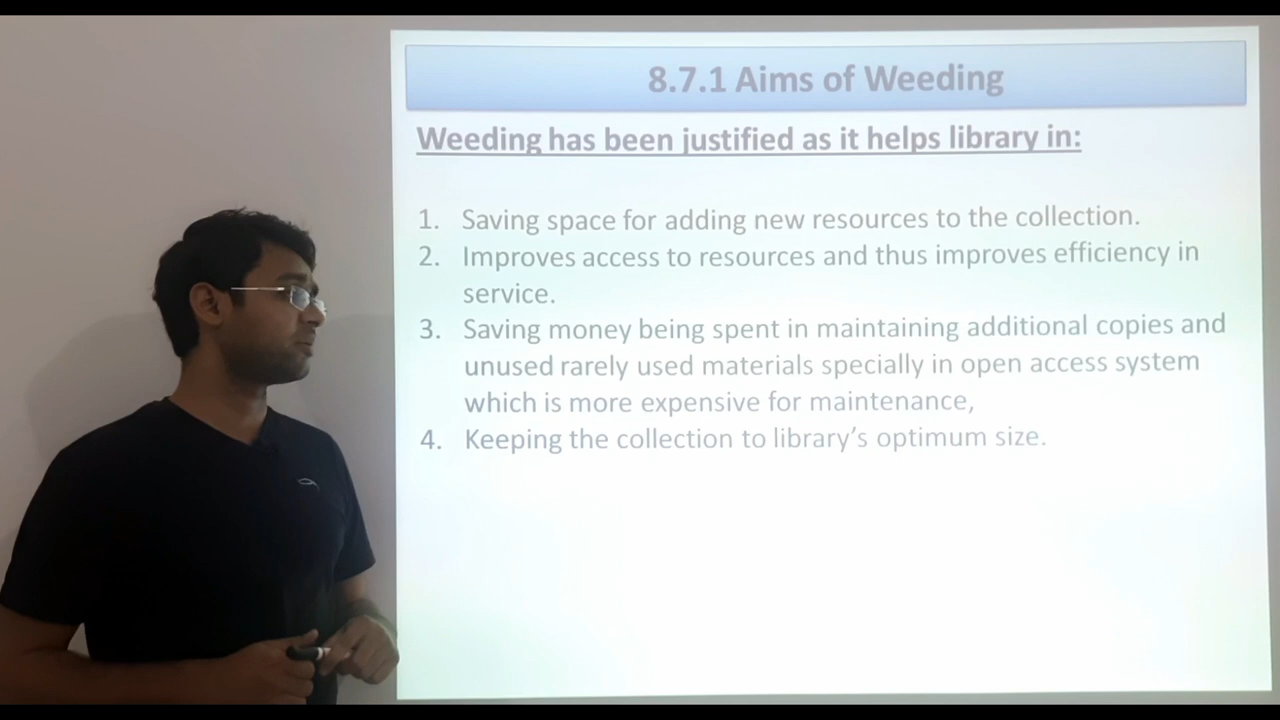 8.7.1 Aims of Weeding
Weeding has been justified as it helps library in:
1. Saving space for adding new resources to the collection.
2. Improves access to resources and thus improves efficiency in
service.
3. Saving money being spent in maintaining additional copies and
unused rarely used materials specially in open access system
which is more expensive for maintenance,
4. Keeping the collection to library’s optimum size.